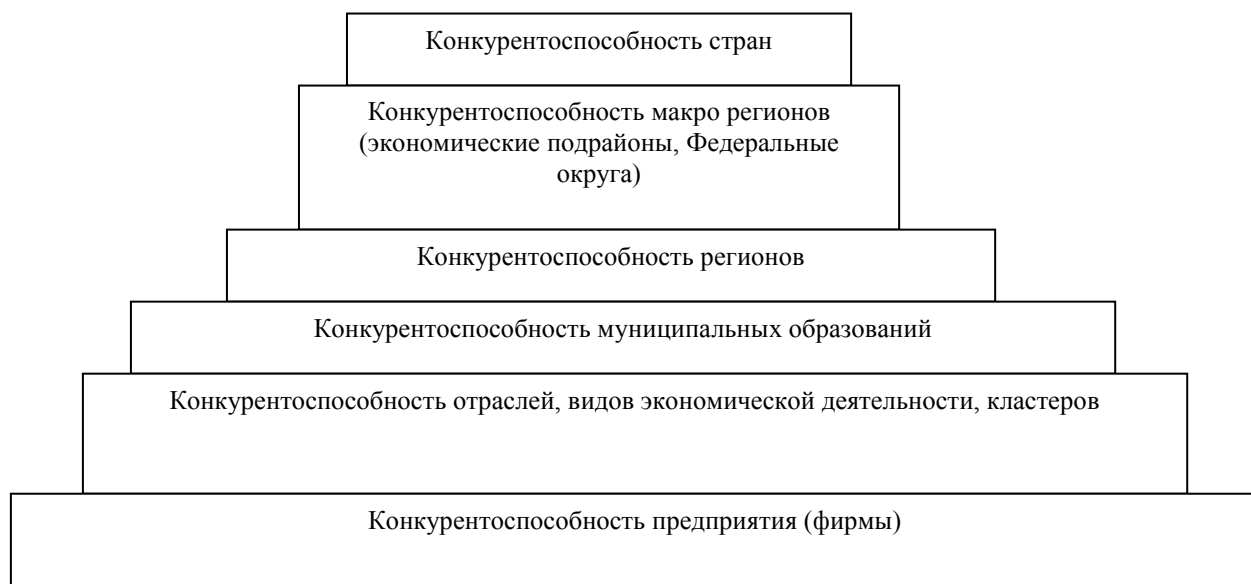 Конкурентоспособность стран
Конкурентоспособность макро регионов
(экономические подрайоны, Федеральные
округа)
Конкурентоспособность регионов
Конкурентоспособность муниципальных образований
Конкурентоспособность отраслей, видов экономической деятельности, кластеров
Конкурентоспособность предприятия (фирмы)